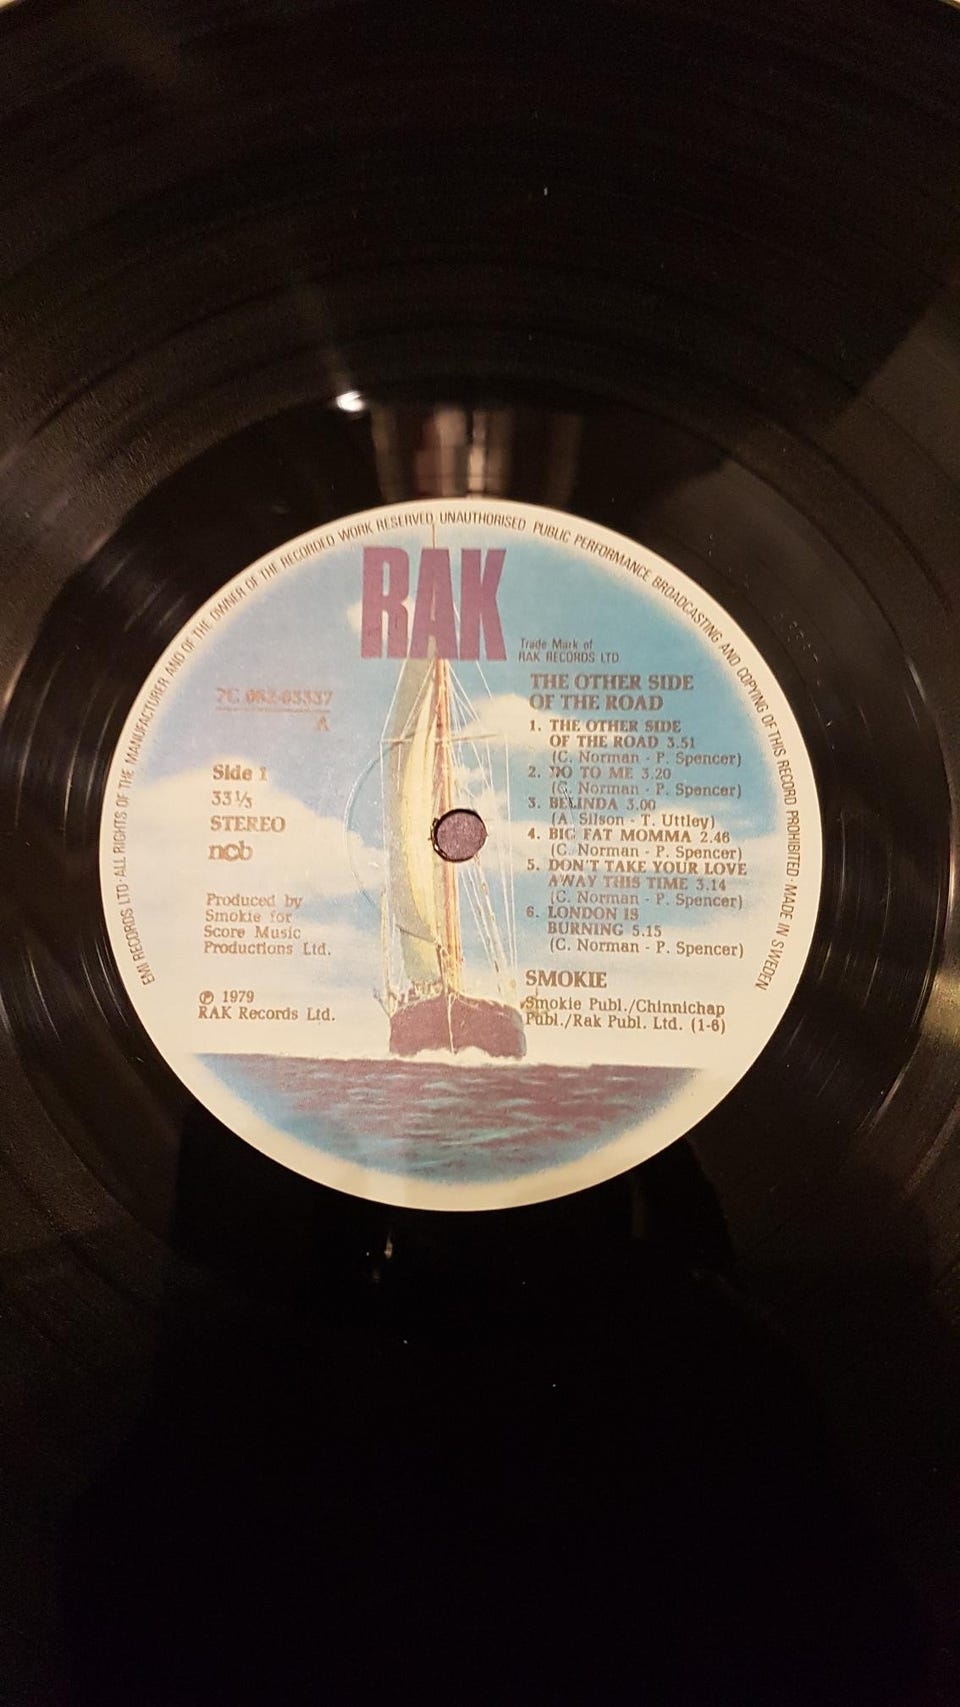 EMI RECORDS LTD · ALL RIGHTS OF THE MANUFACTURER AND OF THE OWNER OF THE RECORDED WORK RESERVED UNAUTHORISED PUBLIC PERFORMANCE BROADCASTING AND COPYING OF THIS RECORD PROHIBITED · MADE IN SWEDEN
RAK
Trade Mark of
RAK RECORDS LTD
7C 062-63337
A
Side 1
33⅓
STEREO
ncb
Produced by
Smokie for
Score Music
Productions Ltd.
℗ 1979
RAK Records Ltd.
THE OTHER SIDE
OF THE ROAD
1. THE OTHER SIDE
OF THE ROAD 3.51
(C. Norman - P. Spencer)
2. DO TO ME 3.20
(C. Norman - P. Spencer)
3. BELINDA 3.00
(A. Silson - T. Uttley)
4. BIG FAT MOMMA 2.46
(C. Norman - P. Spencer)
5. DON'T TAKE YOUR LOVE
AWAY THIS TIME 3.14
(C. Norman - P. Spencer)
6. LONDON IS
BURNING 5.15
(C. Norman - P. Spencer)
SMOKIE
Smokie Publ./Chinnichap
Publ./Rak Publ. Ltd. (1-6)